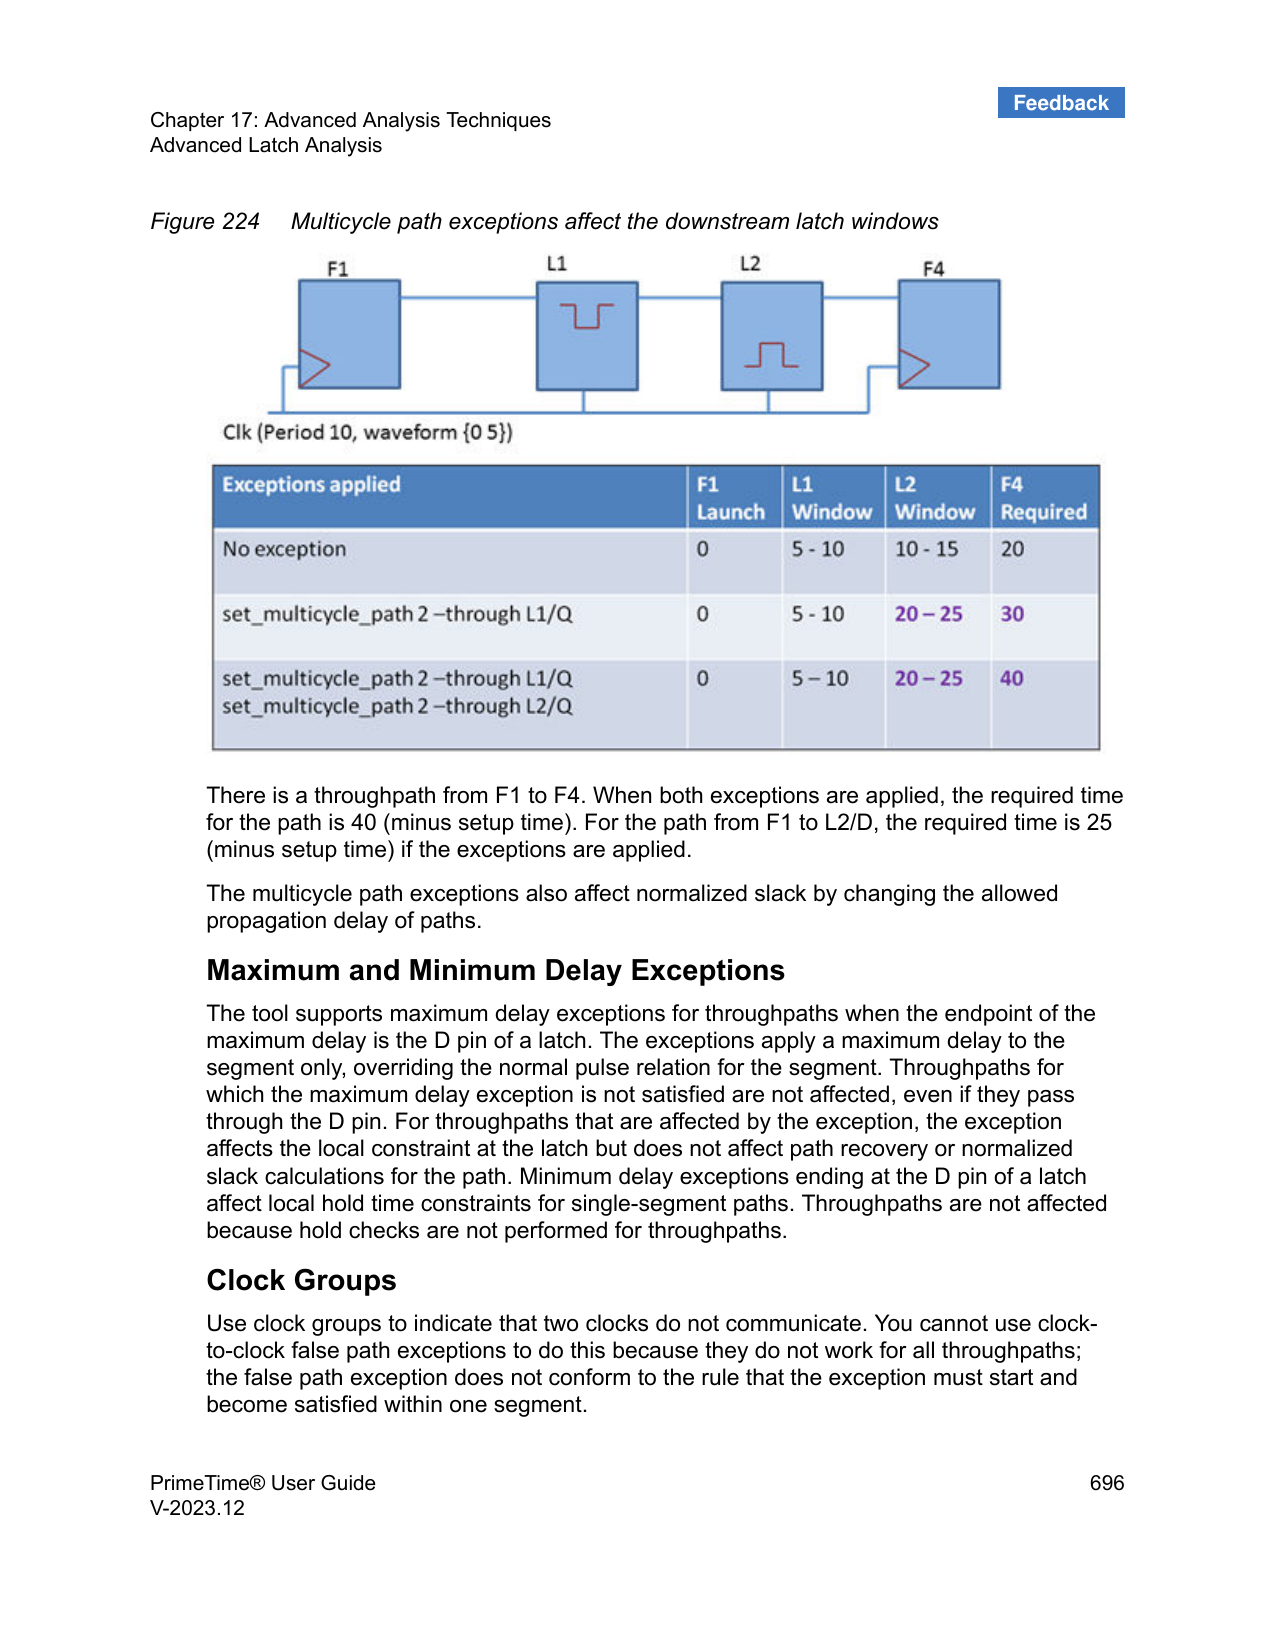 Feedback
Chapter 17: Advanced Analysis Techniques
Advanced Latch Analysis
Figure 224 Multicycle path exceptions affect the downstream latch windows
F1 L1 L2 F4
Clk (Period 10, waveform {0 5})
Exceptions applied F1 Launch L1 Window L2 Window F4 Required
No exception 0 5 - 10 10 - 15 20
set_multicycle_path 2 –through L1/Q 0 5 - 10 20 – 25 30
set_multicycle_path 2 –through L1/Q 0 5 – 10 20 – 25 40
set_multicycle_path 2 –through L2/Q
There is a throughpath from F1 to F4. When both exceptions are applied, the required time
for the path is 40 (minus setup time). For the path from F1 to L2/D, the required time is 25
(minus setup time) if the exceptions are applied.
The multicycle path exceptions also affect normalized slack by changing the allowed
propagation delay of paths.
Maximum and Minimum Delay Exceptions
The tool supports maximum delay exceptions for throughpaths when the endpoint of the
maximum delay is the D pin of a latch. The exceptions apply a maximum delay to the
segment only, overriding the normal pulse relation for the segment. Throughpaths for
which the maximum delay exception is not satisfied are not affected, even if they pass
through the D pin. For throughpaths that are affected by the exception, the exception
affects the local constraint at the latch but does not affect path recovery or normalized
slack calculations for the path. Minimum delay exceptions ending at the D pin of a latch
affect local hold time constraints for single-segment paths. Throughpaths are not affected
because hold checks are not performed for throughpaths.
Clock Groups
Use clock groups to indicate that two clocks do not communicate. You cannot use clock-
to-clock false path exceptions to do this because they do not work for all throughpaths;
the false path exception does not conform to the rule that the exception must start and
become satisfied within one segment.
PrimeTime® User Guide 696
V-2023.12